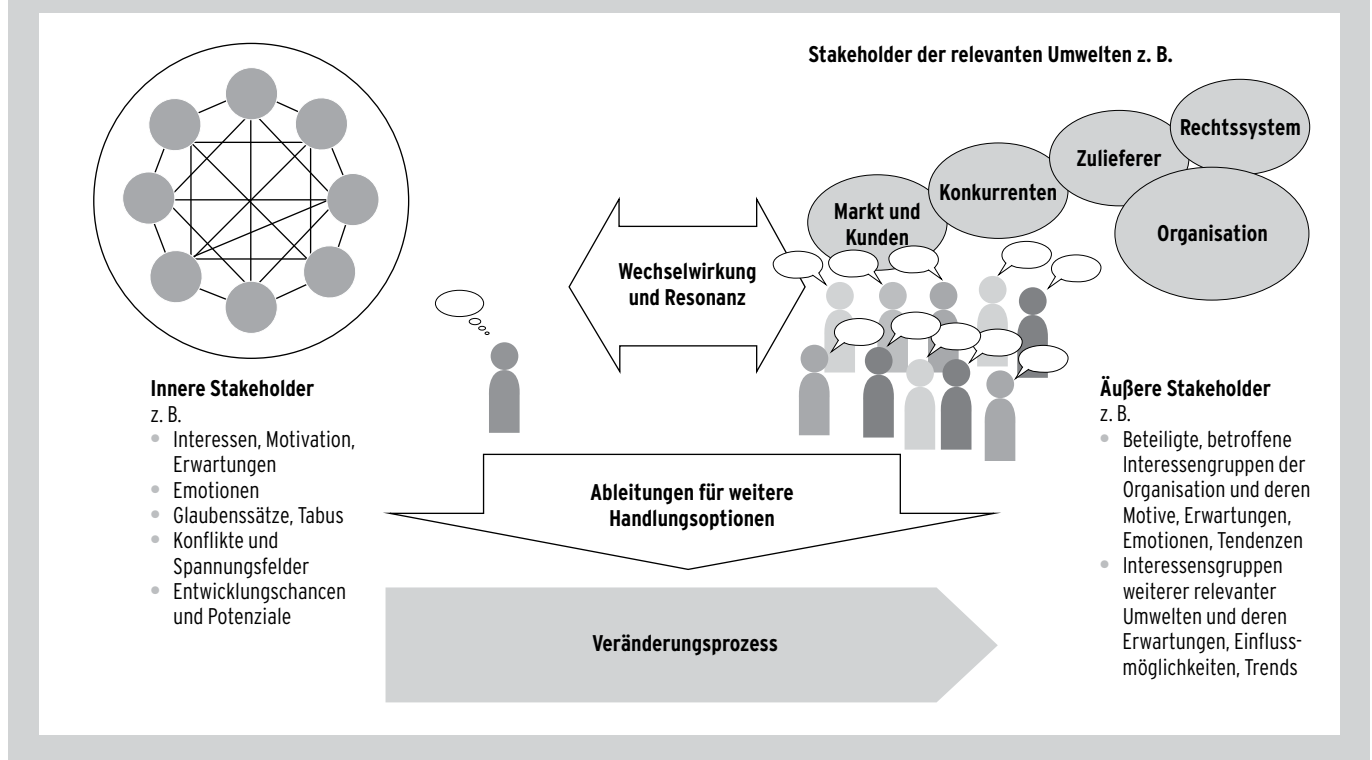 Stakeholder der relevanten Umwelten z. B.
Rechtssystem
Zulieferer
Konkurrenten
Markt und
Kunden
Organisation
Wechselwirkung
und Resonanz
Innere Stakeholder
z. B.
• Interessen, Motivation,
Erwartungen
• Emotionen
• Glaubenssätze, Tabus
• Konflikte und
Spannungsfelder
• Entwicklungschancen
und Potenziale
Äußere Stakeholder
z. B.
• Beteiligte, betroffene
Interessengruppen der
Organisation und deren
Motive, Erwartungen,
Emotionen, Tendenzen
• Interessensgruppen
weiterer relevanter
Umwelten und deren
Erwartungen, Einfluss-
möglichkeiten, Trends
Ableitungen für weitere
Handlungsoptionen
Veränderungsprozess